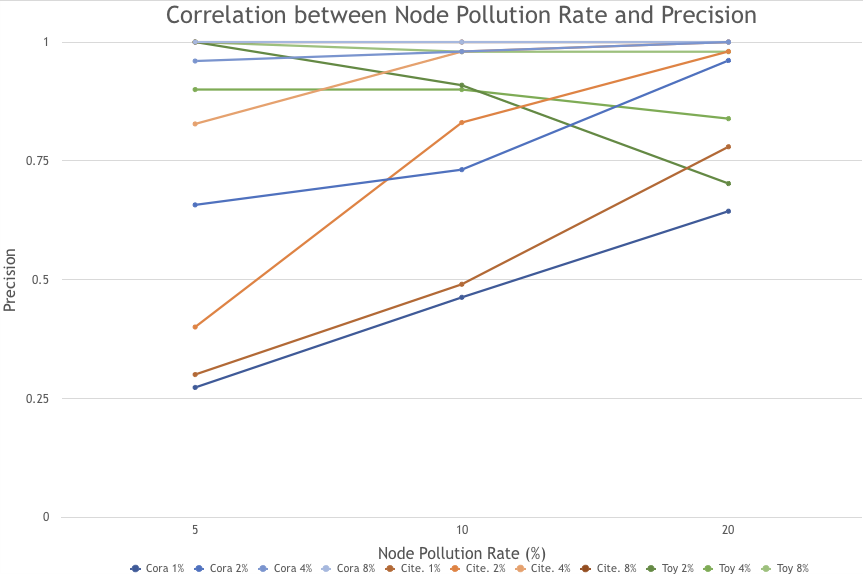 Correlation between Node Pollution Rate and Precision
1
0.75
0.5
0.25
0
Precision
5 10 20
Node Pollution Rate (%)
Cora 1% Cora 2% Cora 4% Cora 8% Cite. 1% Cite. 2% Cite. 4% Cite. 8% Toy 2% Toy 4% Toy 8%